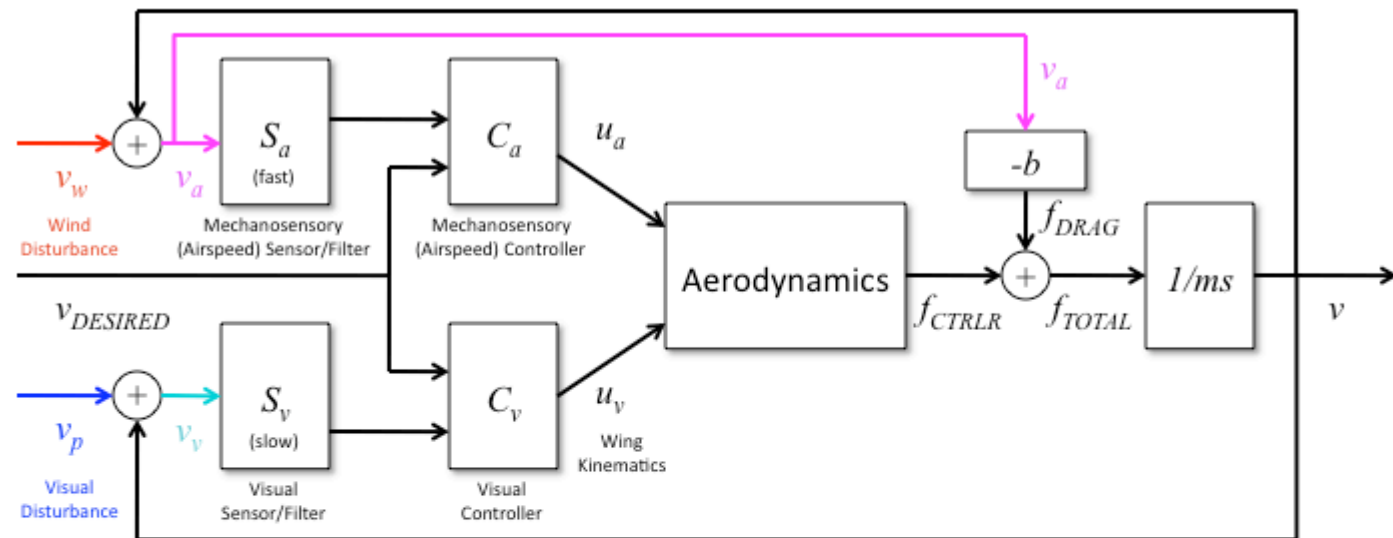 v_a
+
S_a
(fast)
C_a
u_a
-b
v_w
v_a
Wind
Disturbance
Mechanosensory
(Airspeed) Sensor/Filter
Mechanosensory
(Airspeed) Controller
f_DRAG
Aerodynamics
+
1/ms
v_DESIRED
f_CTRLR
f_TOTAL
v
+
S_v
(slow)
C_v
u_v
v_p
v_v
Wing
Kinematics
Visual
Disturbance
Visual
Sensor/Filter
Visual
Controller